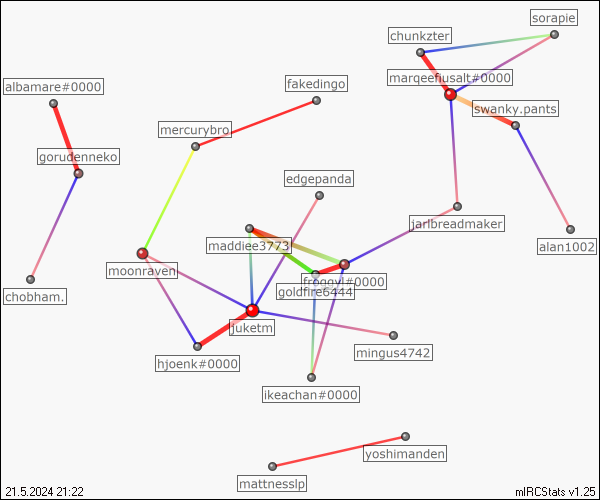 sorapie
chunkzter
marqeefiusalt#0000
albamare#0000
fakedingo
swanky.pants
mercurybro
gorudenneko
edgepanda
jarlbreadmaker
maddiee3773
alan1002
moonraven
froggyl#0000
goldfire6444
chobham.
juketm
mingus4742
hjoenk#0000
ikeachan#0000
yoshimanden
mattnesslp
21.5.2024 21:22
mIRCStats v1.25